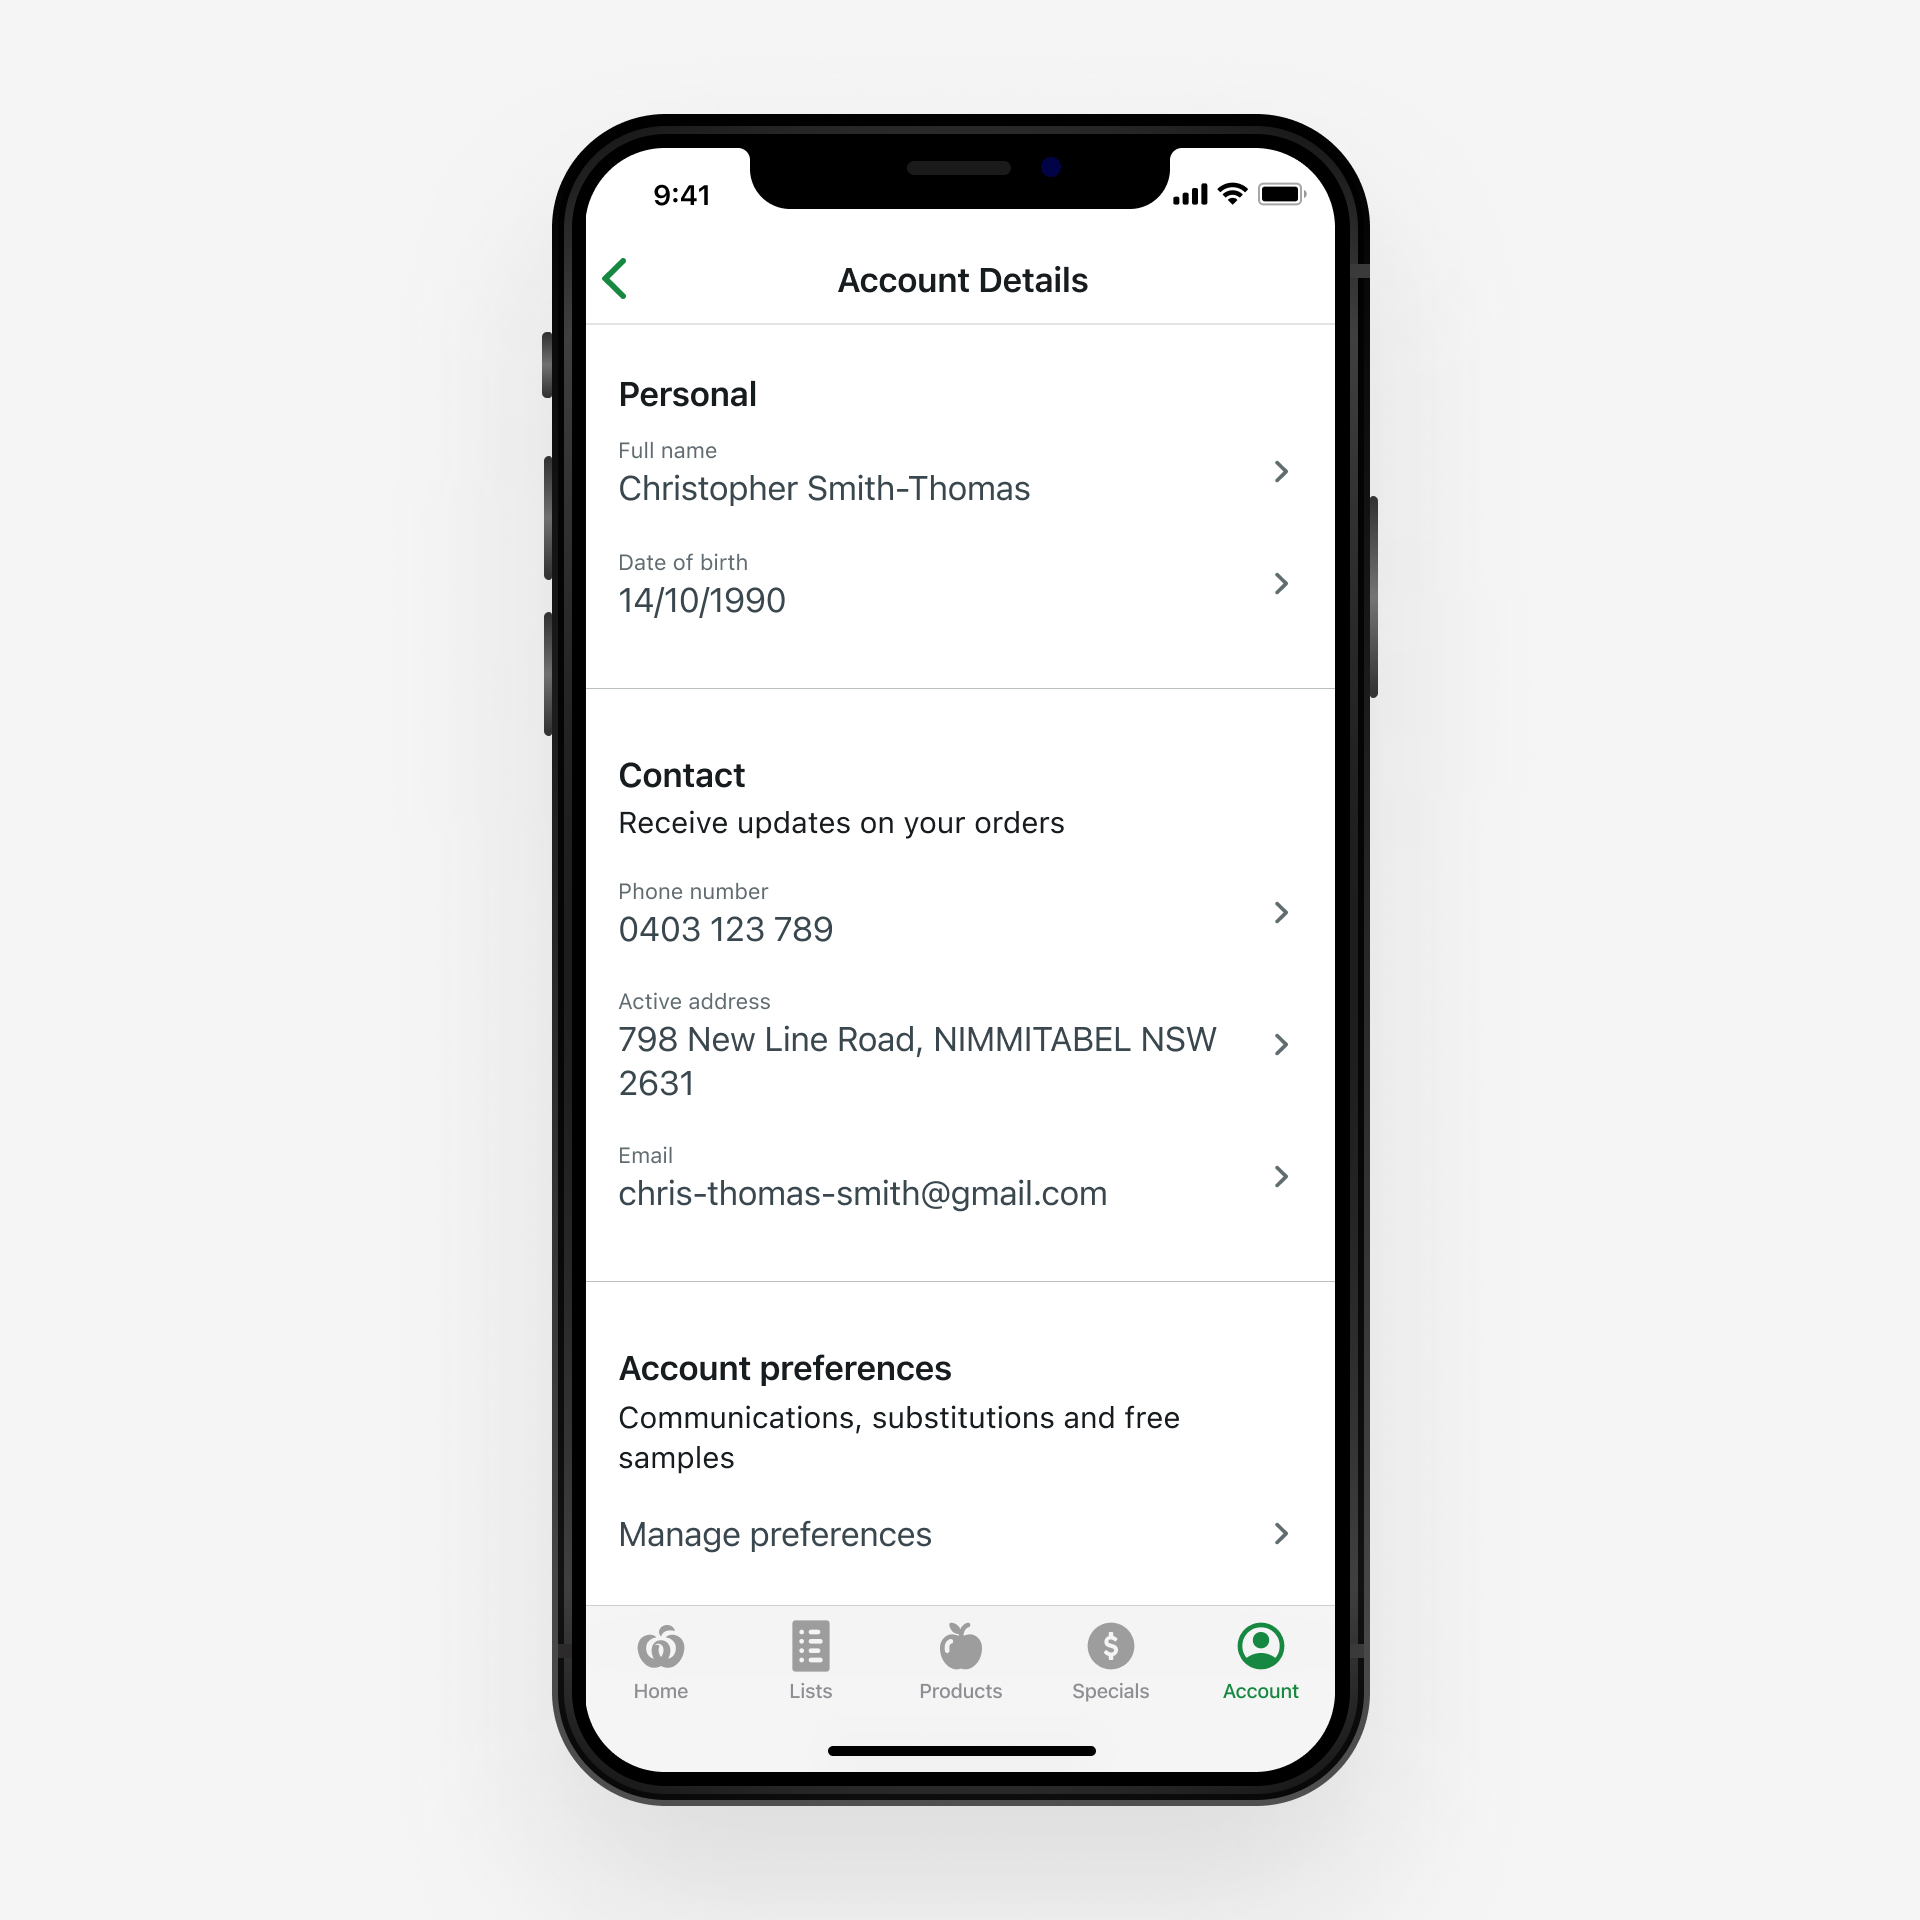 9:41
Account Details
Personal
Full name
Christopher Smith-Thomas
Date of birth
14/10/1990
Contact
Receive updates on your orders
Phone number
0403 123 789
Active address
798 New Line Road, NIMMITABEL NSW
2631
Email
chris-thomas-smith@gmail.com
Account preferences
Communications, substitutions and free
samples
Manage preferences
$
Home Lists Products Specials Account